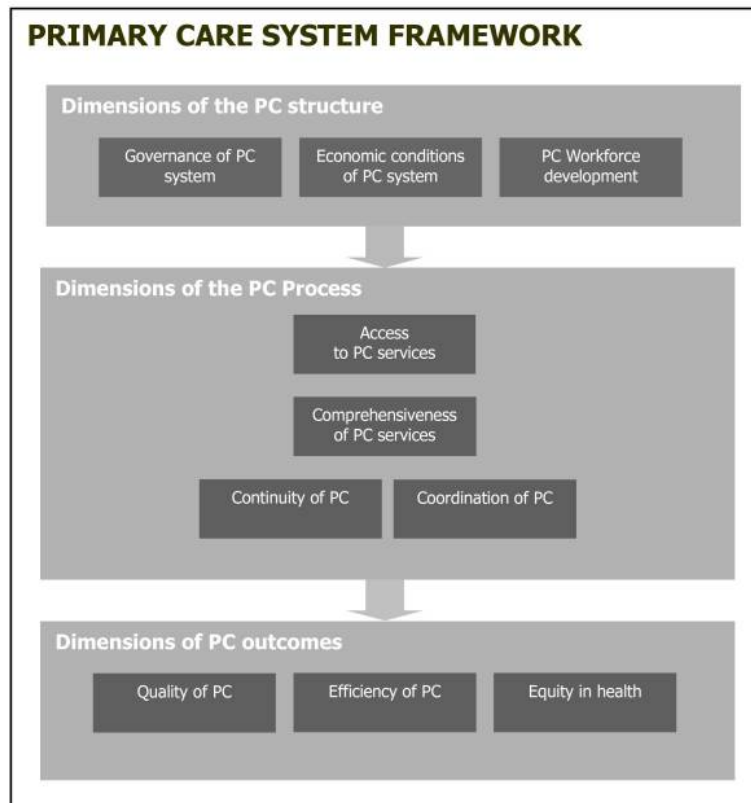 PRIMARY CARE SYSTEM FRAMEWORK
Dimensions of the PC structure
Governance of PC
system
Economic conditions
of PC system
PC Workforce
development
Dimensions of the PC Process
Access
to PC services
Comprehensiveness
of PC services
Continuity of PC
Coordination of PC
Dimensions of PC outcomes
Quality of PC
Efficiency of PC
Equity in health